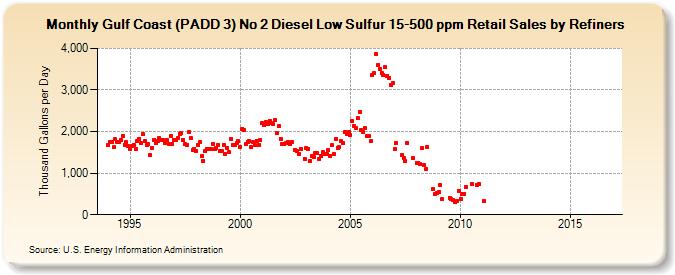 Monthly Gulf Coast (PADD 3) No 2 Diesel Low Sulfur 15-500 ppm Retail Sales by Refiners
Thousand Gallons per Day
4,000
3,000
2,000
1,000
0
1995 2000 2005 2010 2015
Source: U.S. Energy Information Administration